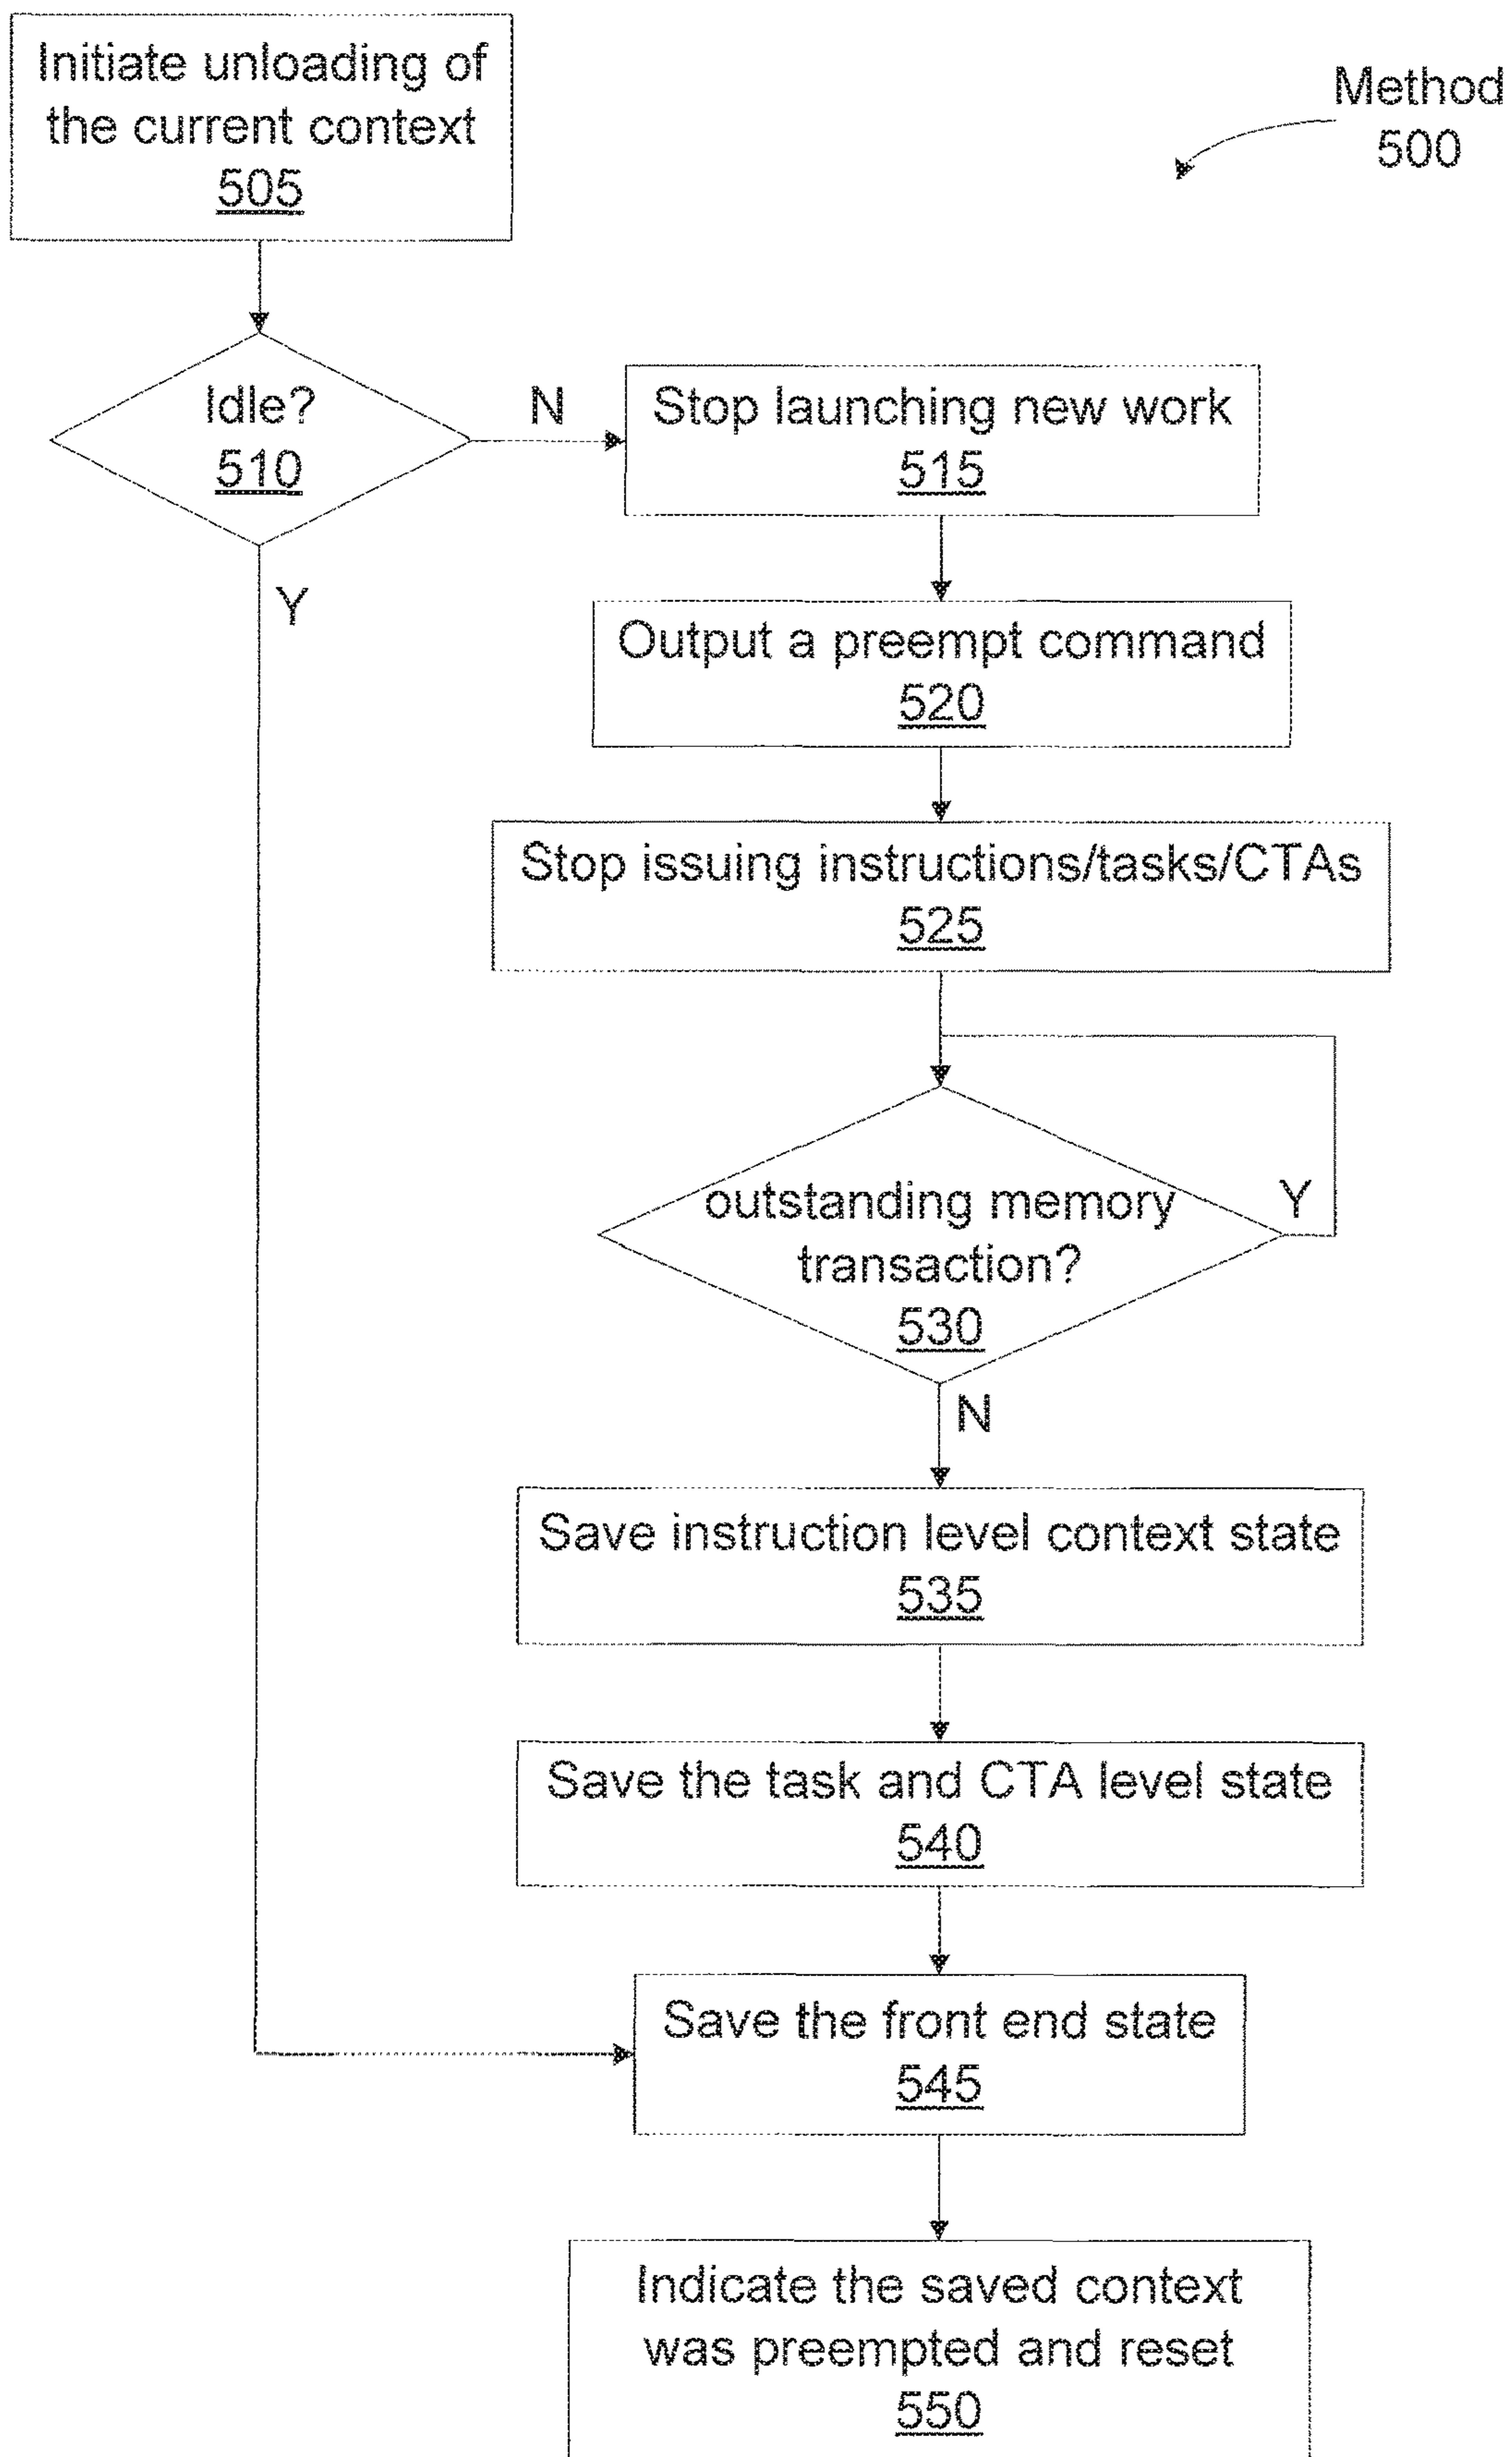 Initiate unloading of
the current context
505
Method
500
Idle?
510
N
Y
Stop launching new work
515
Output a preempt command
520
Stop issuing instructions/tasks/CTAs
525
outstanding memory
transaction?
530
Y
N
Save instruction level context state
535
Save the task and CTA level state
540
Save the front end state
545
Indicate the saved context
was preempted and reset
550